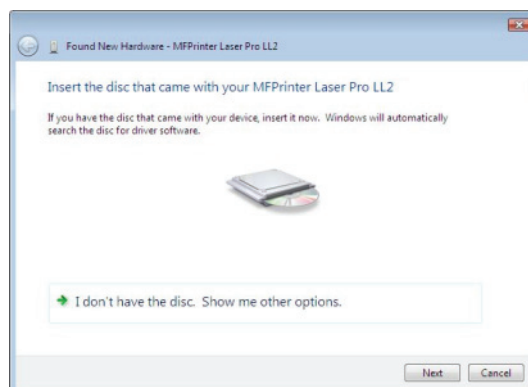 Found New Hardware - MFPrinter Laser Pro LL2
Insert the disc that came with your MFPrinter Laser Pro LL2
If you have the disc that came with your device, insert it now.  Windows will automatically
search the disc for driver software.
I don't have the disc.  Show me other options.
Next Cancel